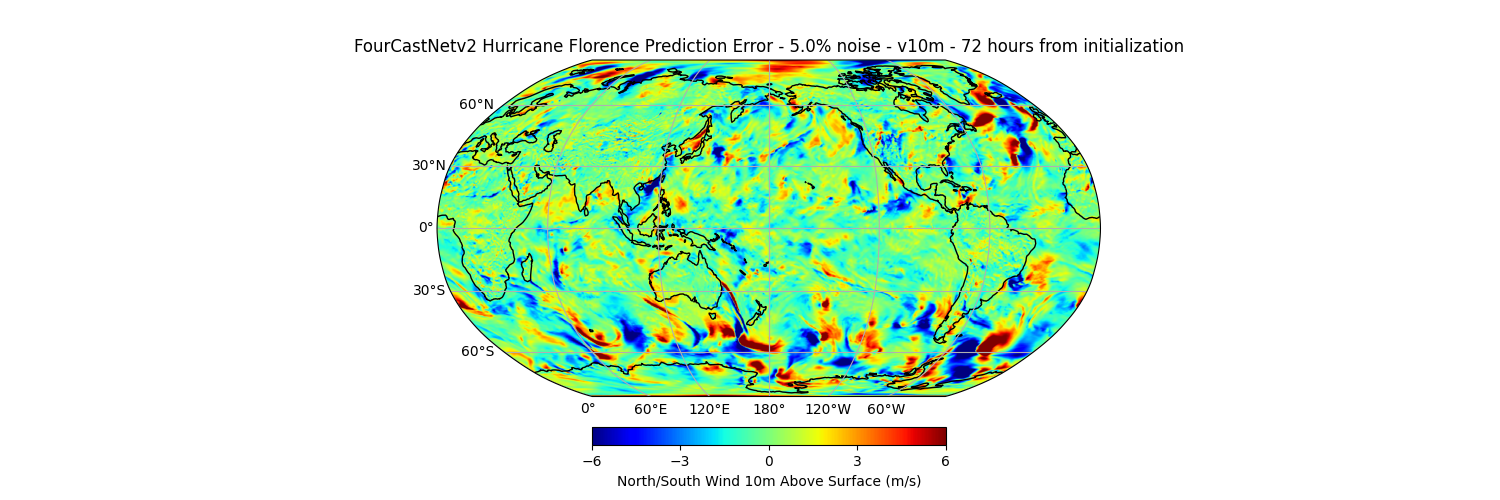 FourCastNetv2 Hurricane Florence Prediction Error - 5.0% noise - v10m - 72 hours from initialization
60°N
30°N
0°
30°S
60°S
0° 60°E 120°E 180° 120°W 60°W
−6 −3 0 3 6
North/South Wind 10m Above Surface (m/s)